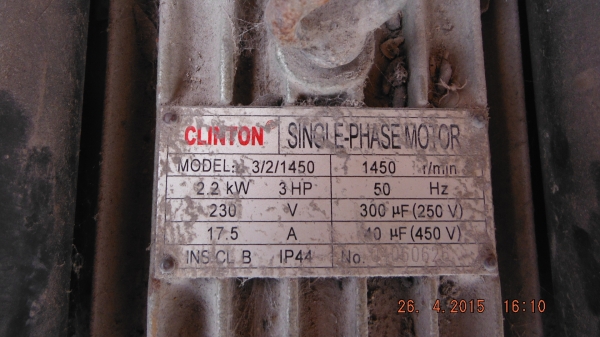 CLINTON SINGLE-PHASE MOTOR
MODEL: 3/2/1450 1450 r/min
2.2 kW 3 HP 50 Hz
230 V 300 µF (250 V)
17.5 A 40 µF (450 V)
INS.CL. B IP44 No.
26. 4.2015 16:10